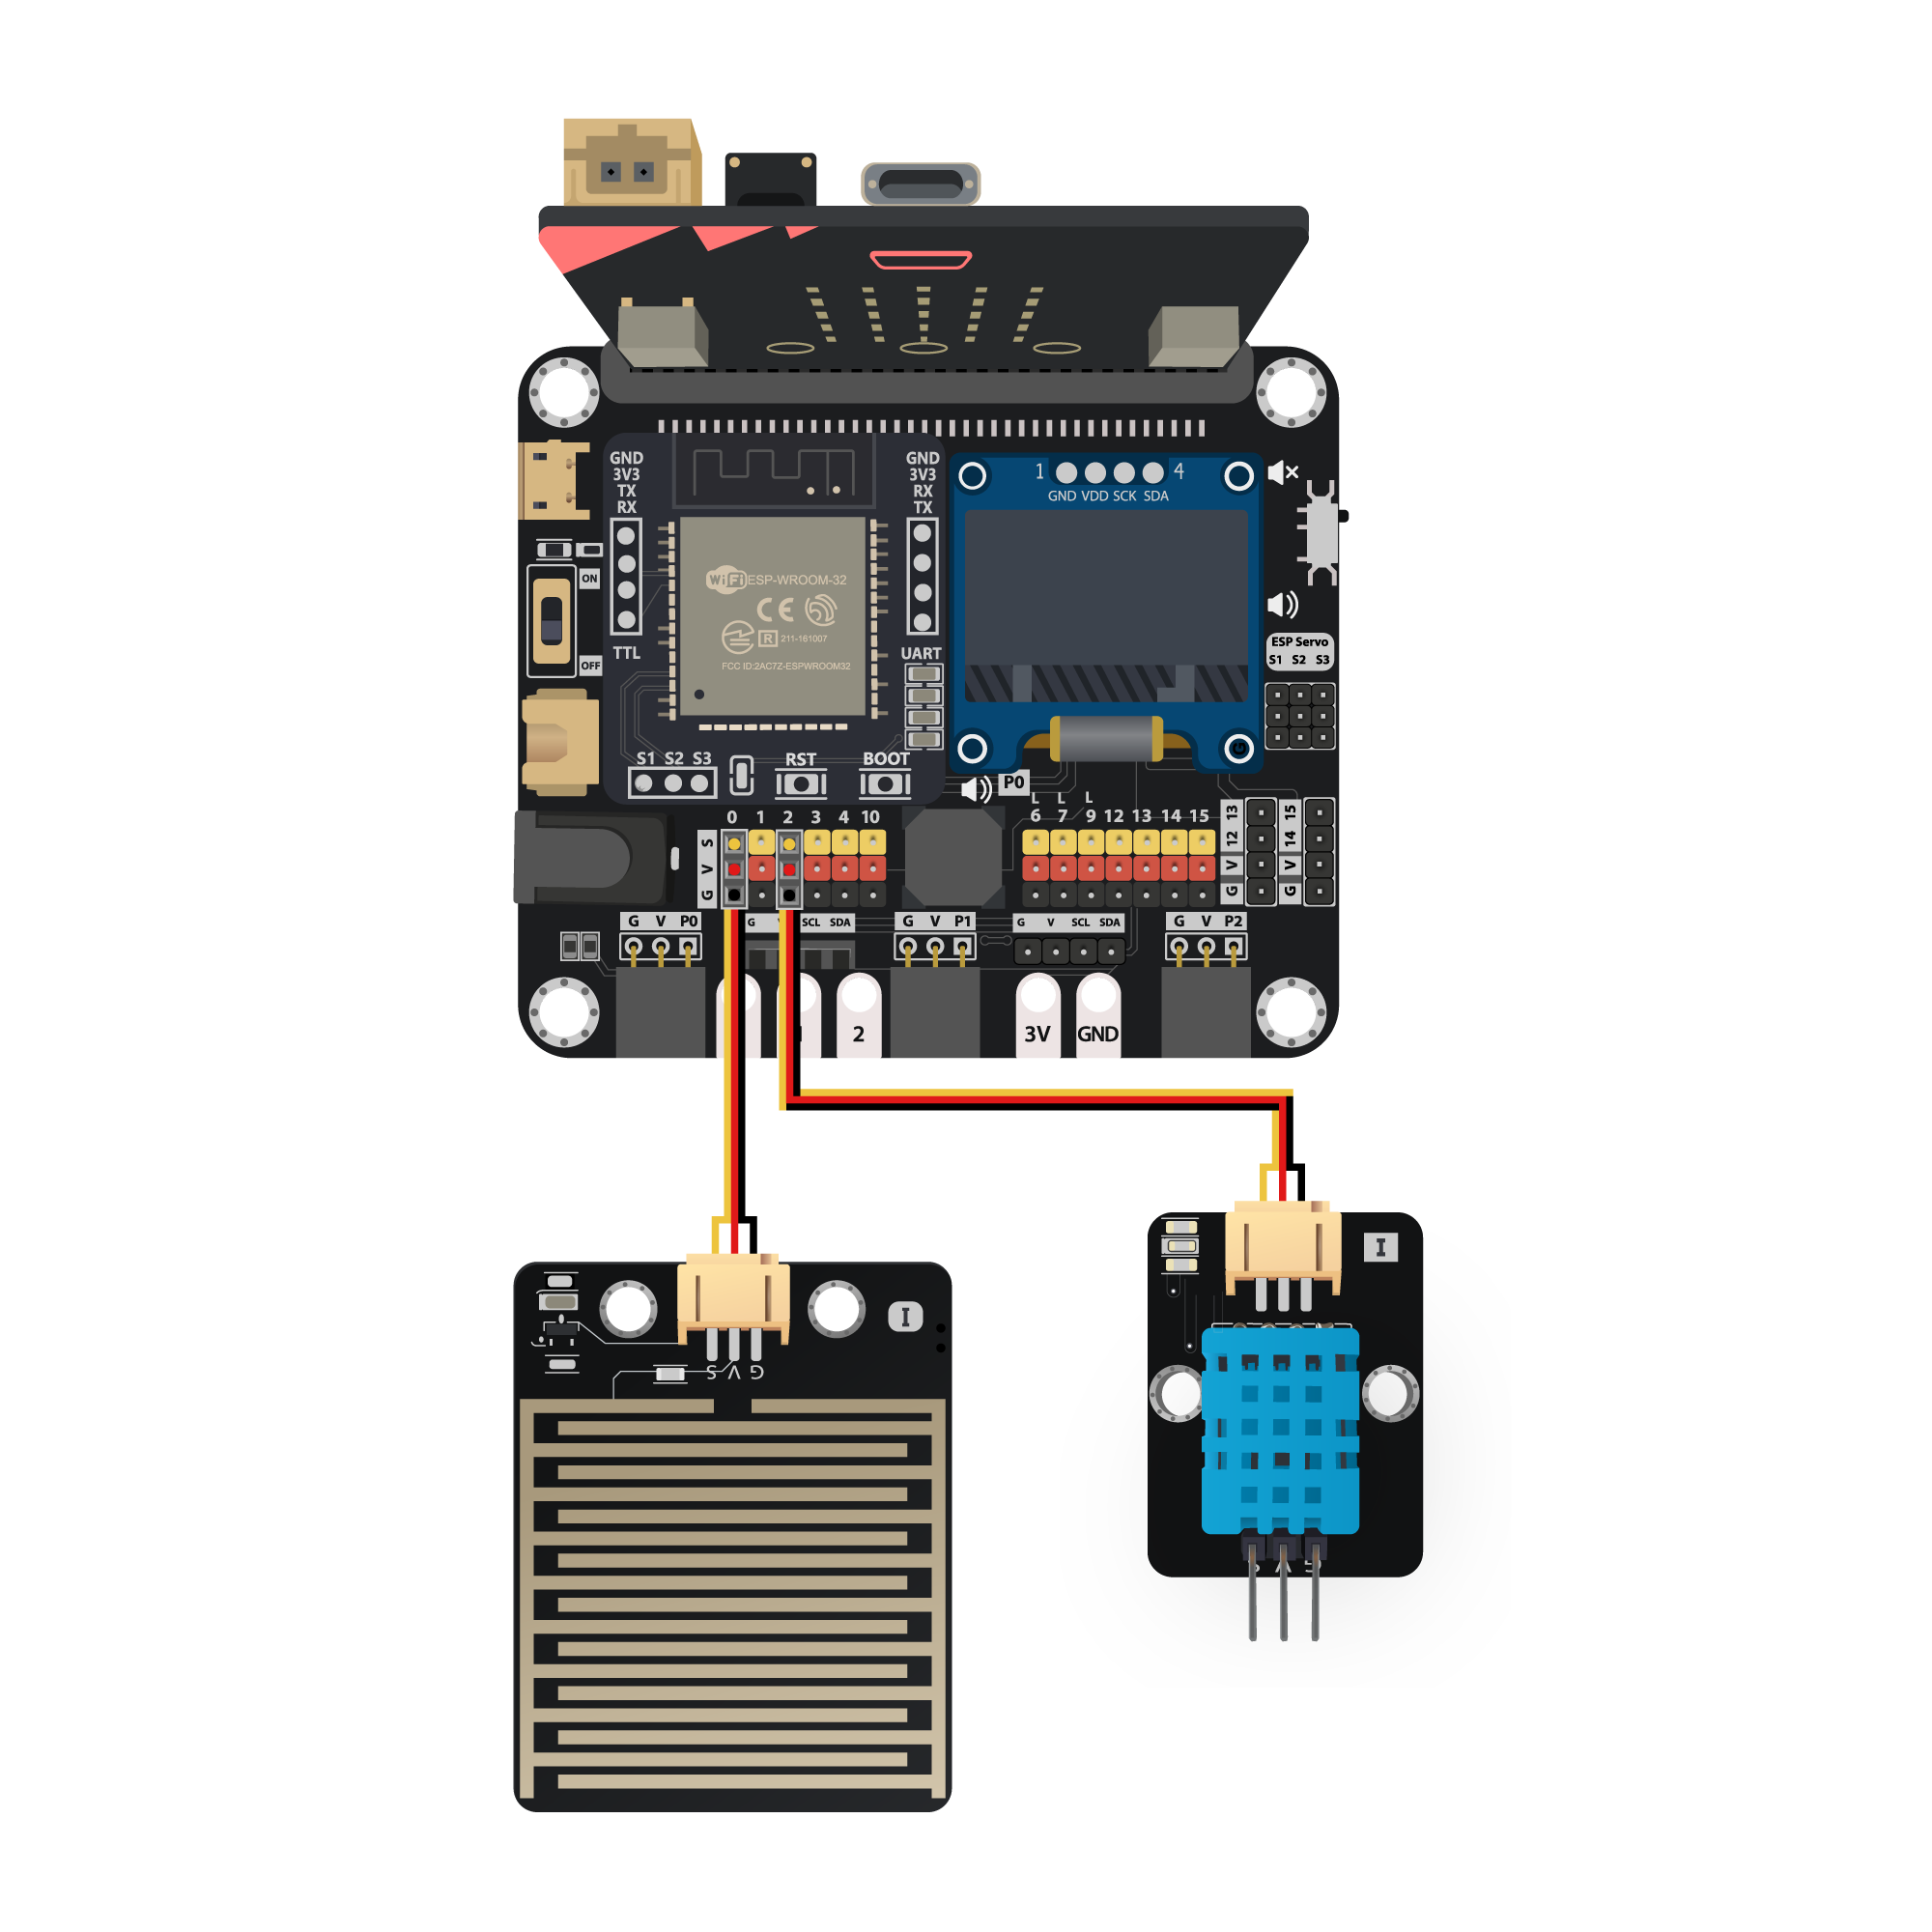 GND
3V3
TX
RX
TTL
GND
3V3
RX
TX
UART
1 4
GND VDD SCK SDA
ON
OFF
WiFi ESP-WROOM-32
CE
R 211-161007
FCC ID:2AC7Z-ESPWROOM32
ESP Servo
S1 S2 S3
S1 S2 S3
RST
BOOT
P0
0 1 2 3 4 10
L L L
6 7 9 12 13 14 15
S
V
G
13
12
V
G
15
14
V
G
G V P0
G SCL SDA
G V P1
G V SCL SDA
G V P2
2
3V
GND
I
S V G
I